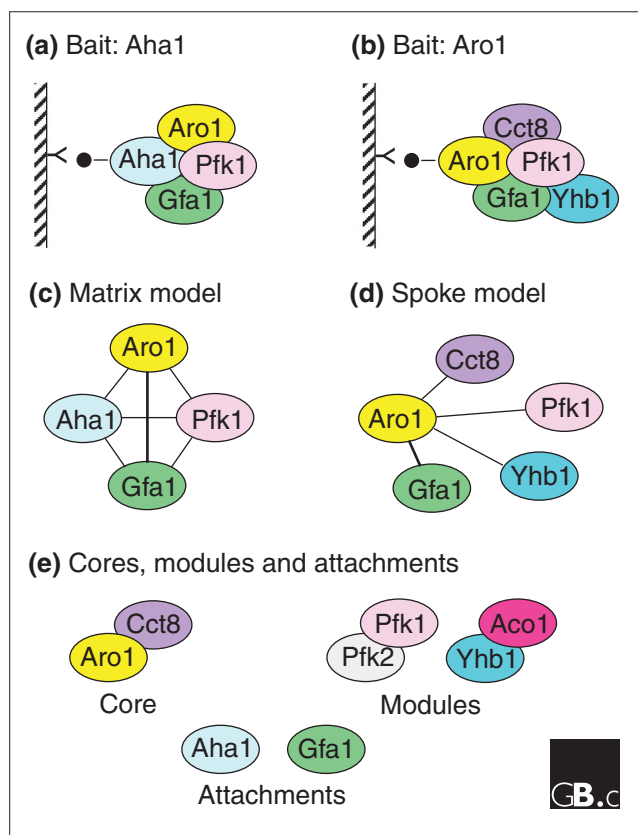 (a) Bait: Aha1
(b) Bait: Aro1
Aro1
Aha1 Pfk1
Gfa1
Cct8
Aro1 Pfk1
Gfa1 Yhb1
(c) Matrix model
(d) Spoke model
Aro1
Aha1 Pfk1
Gfa1
Cct8
Pfk1
Aro1
Yhb1
Gfa1
(e) Cores, modules and attachments
Cct8
Aro1
Core
Pfk1 Aco1
Pfk2 Yhb1
Modules
Aha1 Gfa1
Attachments
GB.c